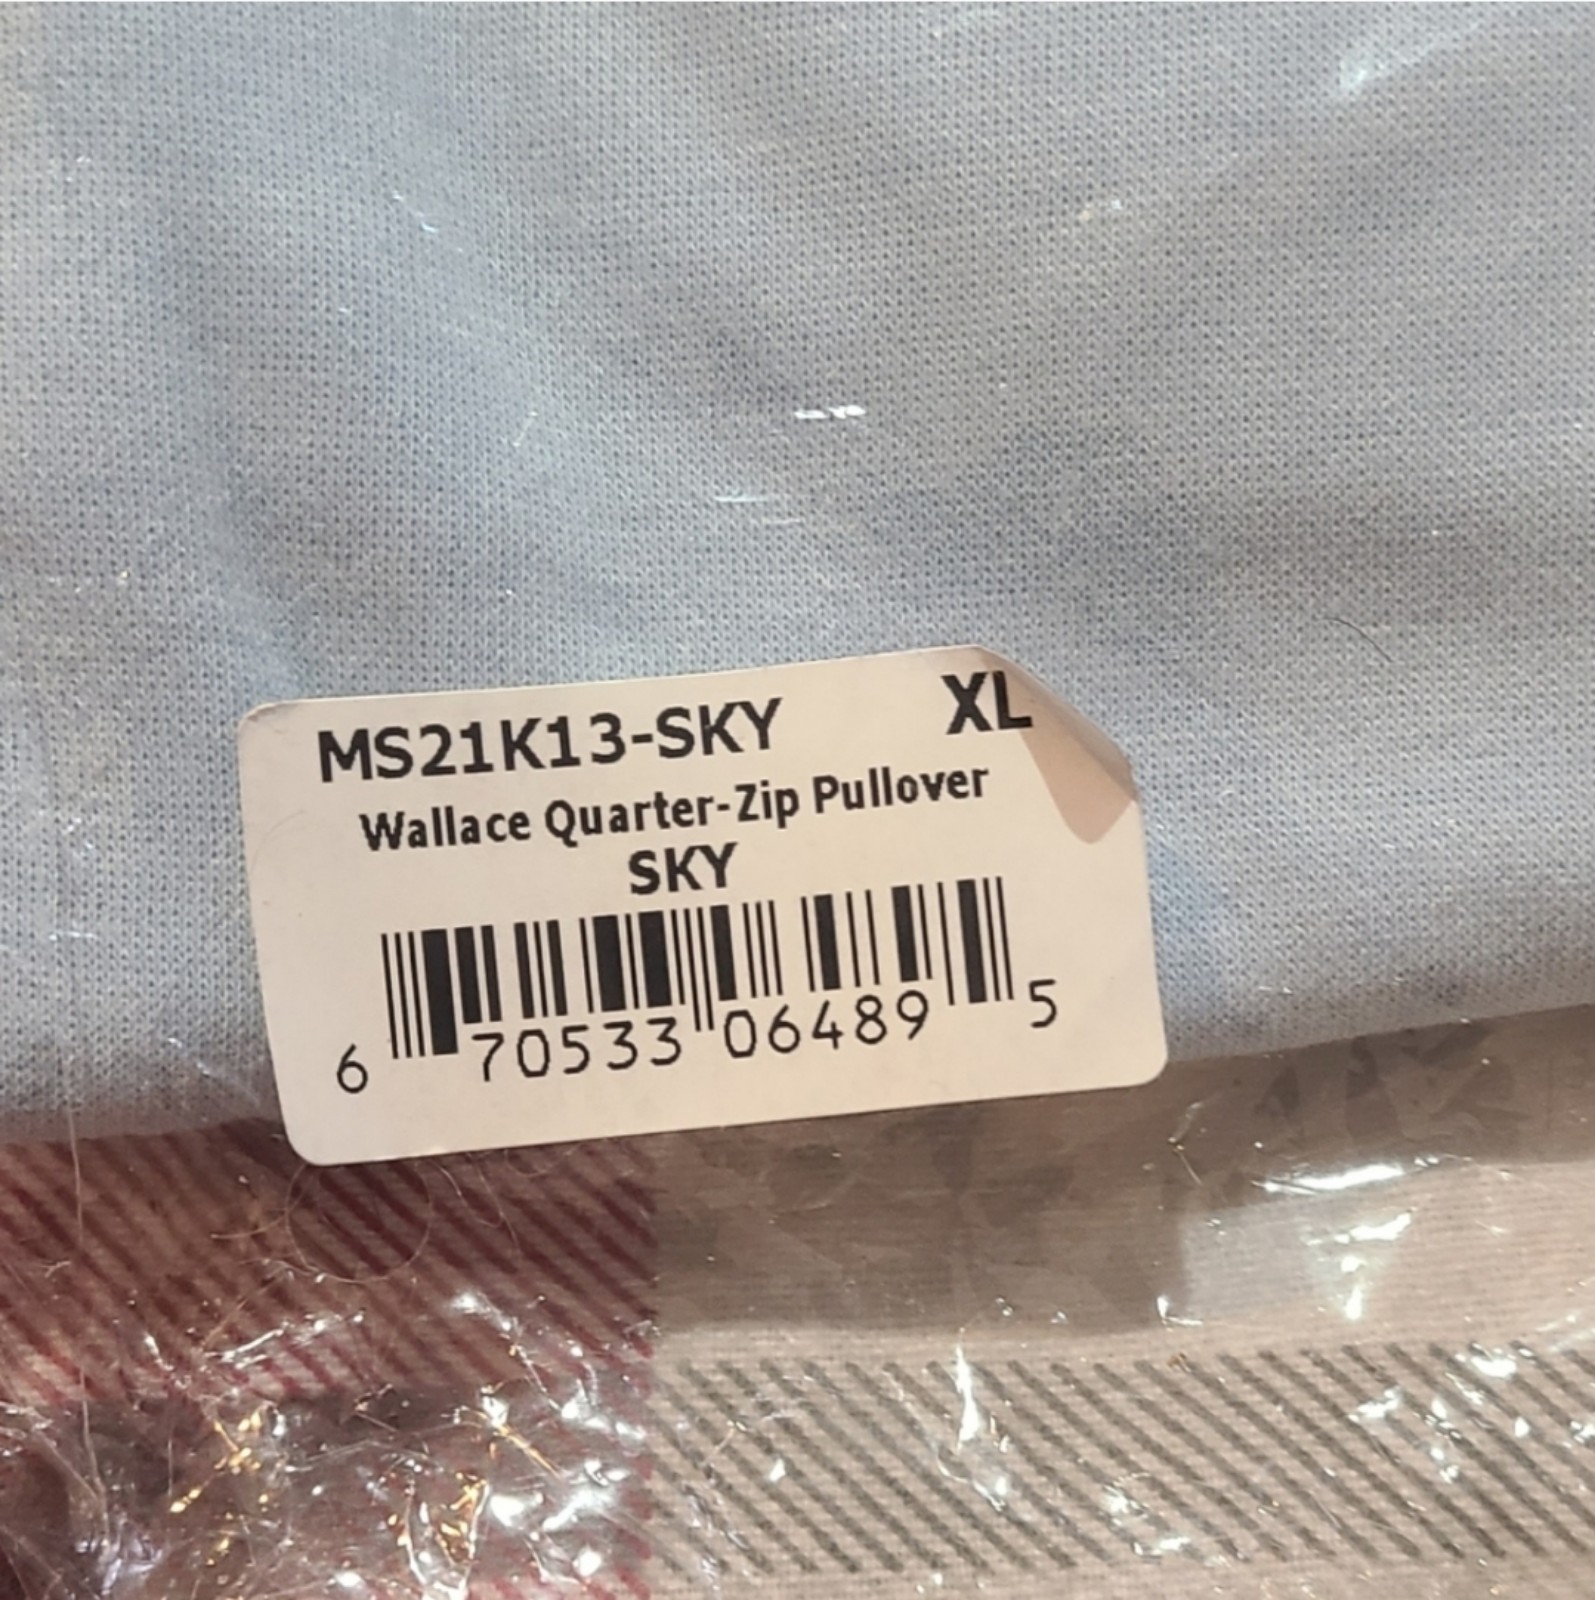 MS21K13-SKY XL
Wallace Quarter-Zip Pullover
SKY
6 70533 06489 5